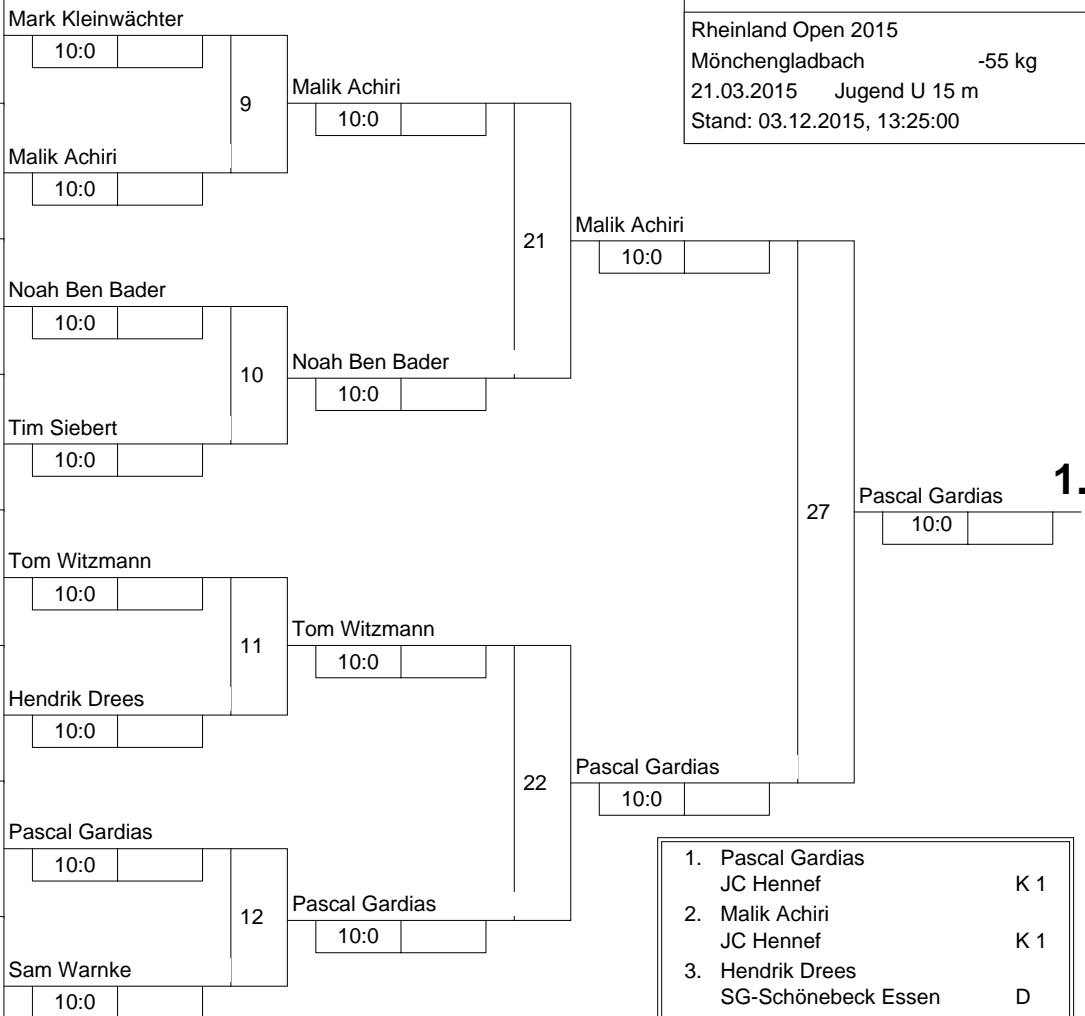 Mark Kleinwächter
10:0
9
Malik Achiri
10:0
Malik Achiri
10:0
21
Malik Achiri
10:0
Noah Ben Bader
10:0
10
Noah Ben Bader
10:0
Tim Siebert
10:0
27
Pascal Gardias
1.
10:0
Tom Witzmann
10:0
11
Tom Witzmann
10:0
Hendrik Drees
10:0
22
Pascal Gardias
10:0
Pascal Gardias
10:0
12
Pascal Gardias
10:0
Sam Warnke
10:0
Rheinland Open 2015
Mönchengladbach -55 kg
21.03.2015 Jugend U 15 m
Stand: 03.12.2015, 13:25:00
1. Pascal Gardias
JC Hennef K 1
2. Malik Achiri
JC Hennef K 1
3. Hendrik Drees
SG-Schönebeck Essen D